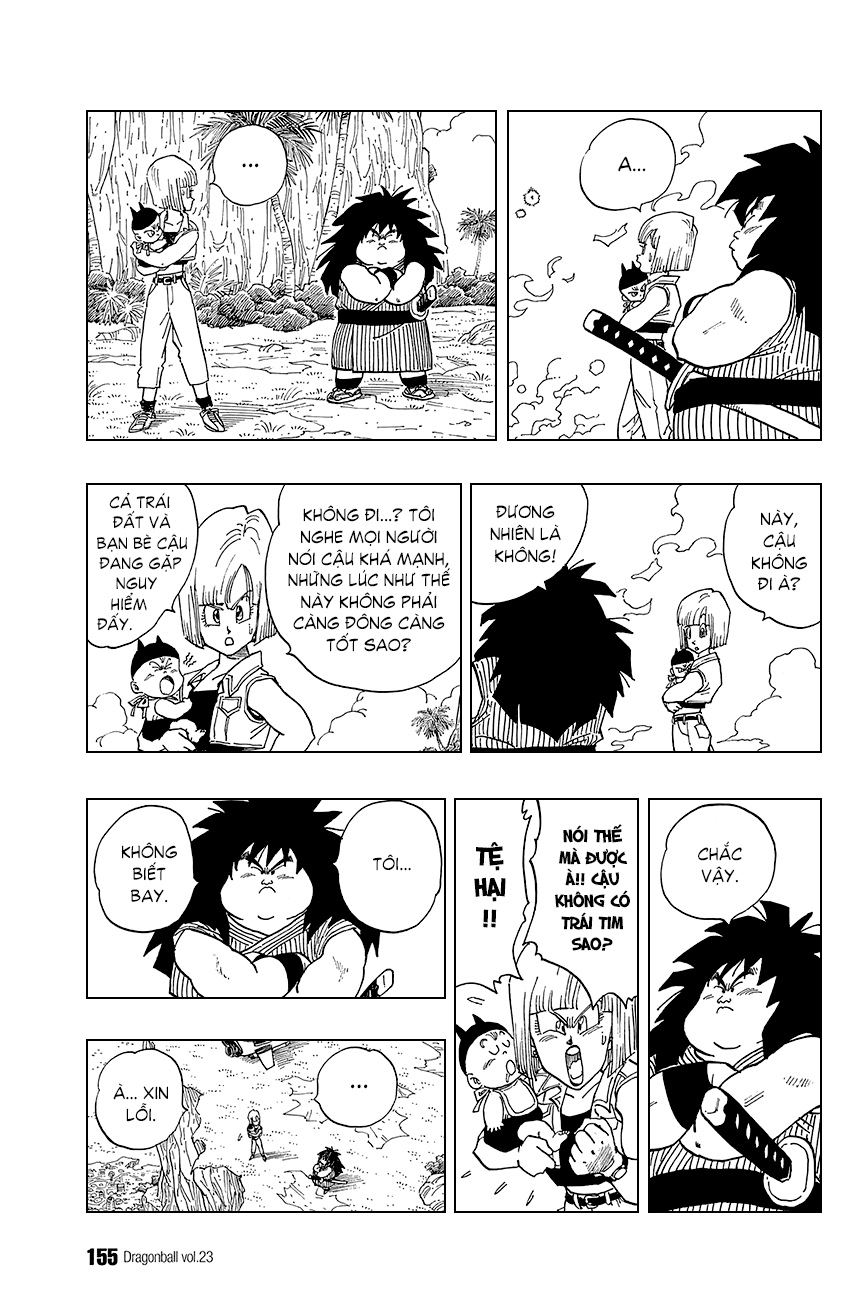 A...
...
NÀY,
CẬU
KHÔNG
ĐI À?
ĐƯƠNG
NHIÊN LÀ
KHÔNG!
KHÔNG ĐI...? TÔI
NGHE MỌI NGƯỜI
NÓI CẬU KHÁ MẠNH,
NHỮNG LÚC NHƯ THẾ
NÀY KHÔNG PHẢI
CÀNG ĐÔNG CÀNG
TỐT SAO?
CẢ TRÁI
ĐẤT VÀ
BẠN BÈ CẬU
ĐANG GẶP
NGUY
HIỂM
ĐẤY.
CHẮC
VẬY.
NÓI THẾ
MÀ ĐƯỢC
À!! CẬU
KHÔNG CÓ
TRÁI TIM
SAO?
TỆ
HẠI
!!
TÔI...
KHÔNG
BIẾT
BAY.
...
À... XIN
LỖI.
155 Dragonball vol.23